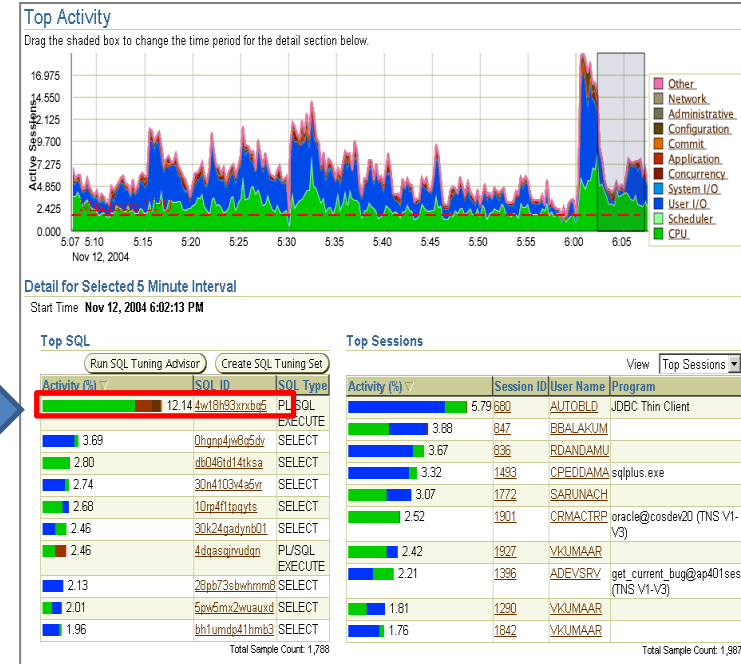 Top Activity
Drag the shaded box to change the time period for the detail section below.
Active Sessions
16.975
14.550
12.125
9.700
7.275
4.850
2.425
0.000
5:07 5:10 5:15 5:20 5:25 5:30 5:35 5:40 5:45 5:50 5:55 6:00 6:05
Nov 12, 2004
Other
Network
Administrative
Configuration
Commit
Application
Concurrency
System I/O
User I/O
Scheduler
CPU
Detail for Selected 5 Minute Interval
Start Time Nov 12, 2004 6:02:13 PM
Top SQL
Run SQL Tuning Advisor Create SQL Tuning Set
Activity (%) SQL ID SQL Type
12.14 4w18h93xrxbg5 PL/SQL EXECUTE
3.69 0hgnp4jw8q5dv SELECT
2.80 db046td14tksa SELECT
2.74 30n4103v4a5vr SELECT
2.68 10rp4f1tpqyts SELECT
2.46 30k24gadynb01 SELECT
2.46 4dqasqjrvudqn PL/SQL EXECUTE
2.13 28pb73sbwhmm8 SELECT
2.01 5pw5mx2wuauxd SELECT
1.96 bh1umdp41hmb3 SELECT
Total Sample Count: 1,788
Top Sessions
View Top Sessions
Activity (%) Session ID User Name Program
5.79 680 AUTOBLD JDBC Thin Client
3.88 847 BBALAKUM
3.67 836 RDANDAMU
3.32 1493 CPEDDAMA sqlplus.exe
3.07 1772 SARUNACH
2.52 1901 CRMACTRP oracle@cosdev20 (TNS V1-V3)
2.42 1927 VKUMAAR
2.21 1396 ADEVSRV get_current_bug@ap401ses (TNS V1-V3)
1.81 1290 VKUMAAR
1.76 1842 VKUMAAR
Total Sample Count: 1,987